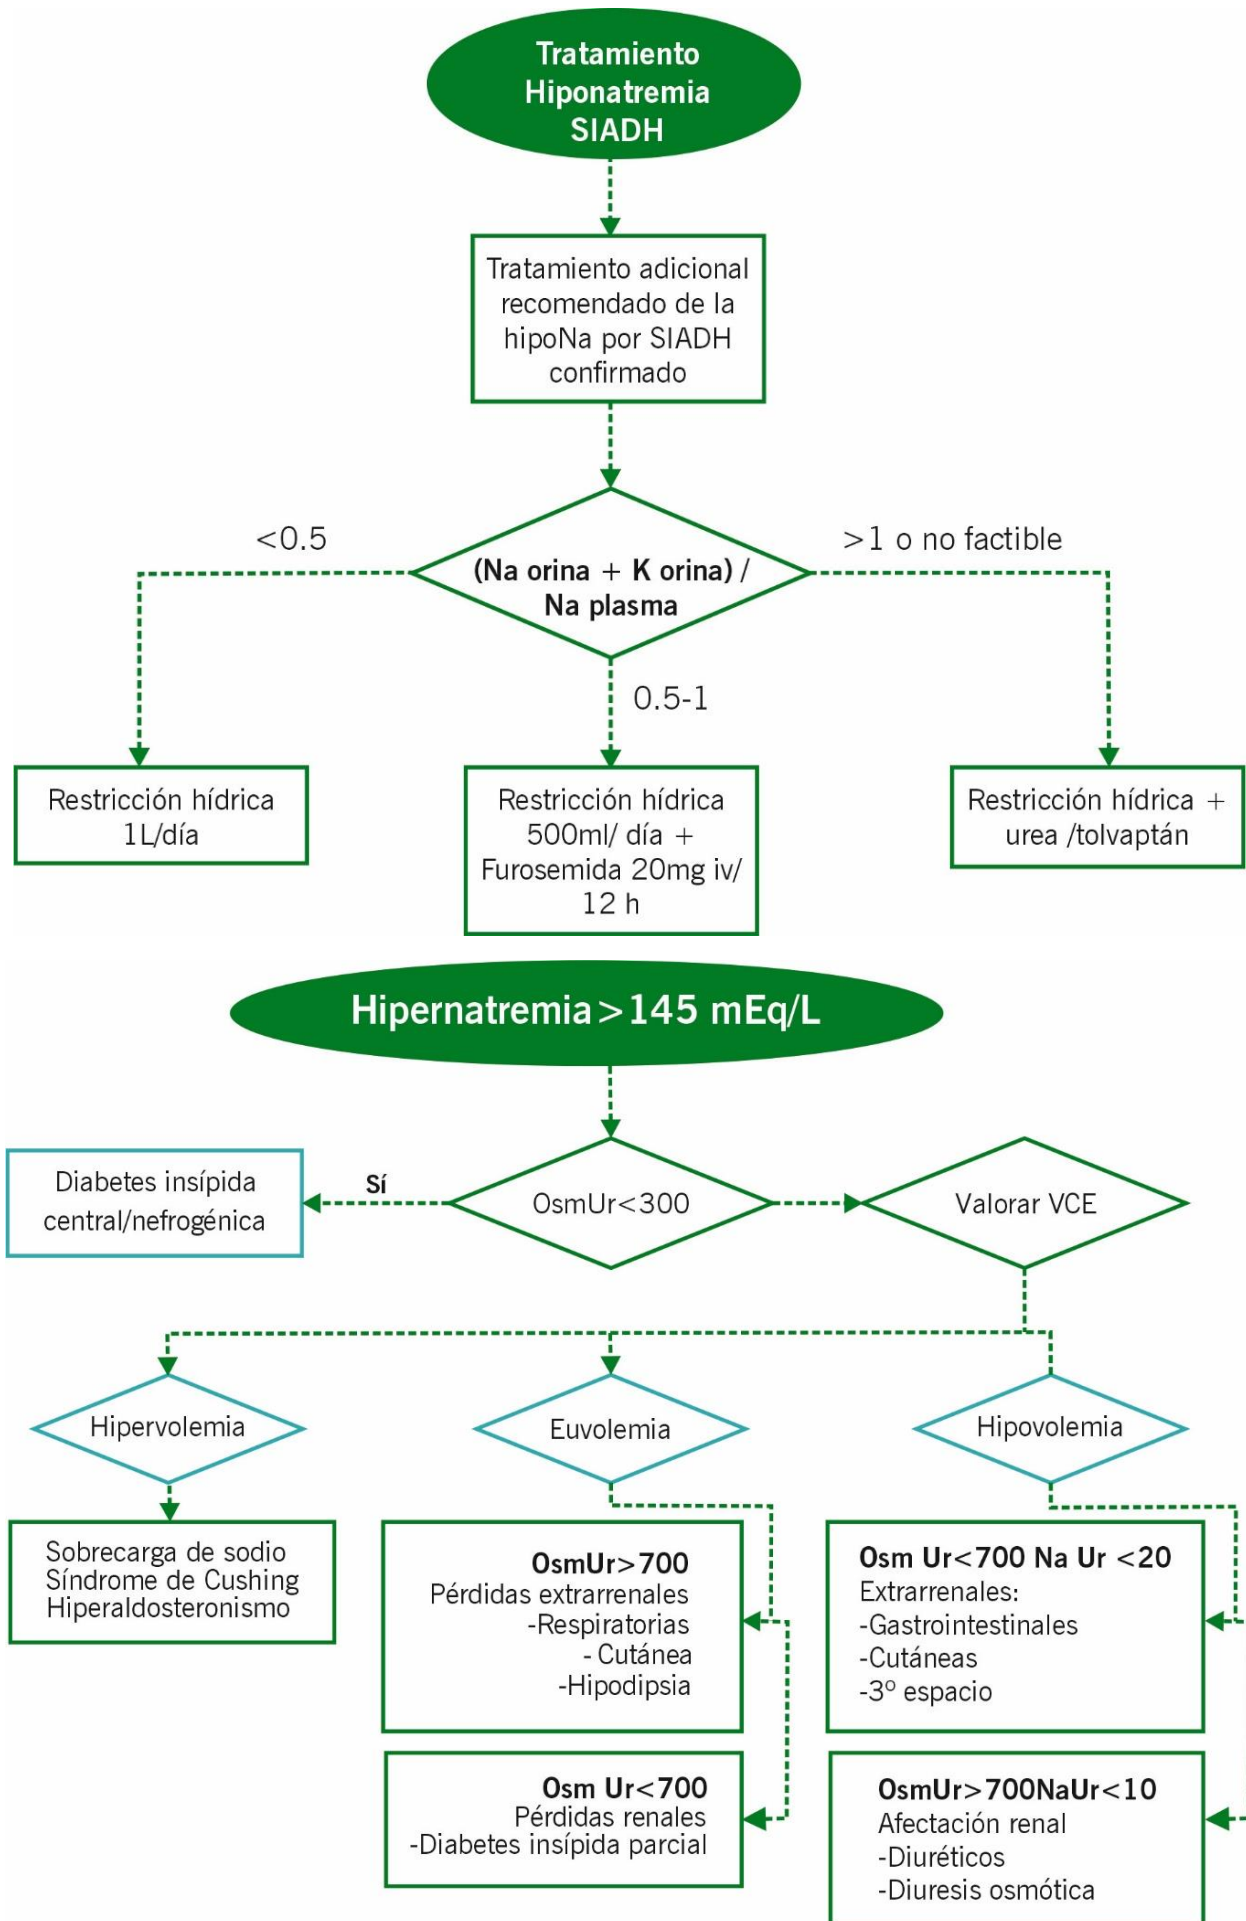 Tratamiento
Hiponatremia
SIADH
Tratamiento adicional
recomendado de la
hipoNa por SIADH
confirmado
<0.5
>1 o no factible
(Na orina + K orina) /
Na plasma
0.5-1
Restricción hídrica
1L/día
Restricción hídrica
500ml/ día +
Furosemida 20mg iv/
12 h
Restricción hídrica +
urea /tolvaptán
Hipernatremia > 145 mEq/L
Diabetes insípida
central/nefrogénica
Sí
OsmUr<300
Valorar VCE
Hipervolemia
Euvolemia
Hipovolemia
Sobrecarga de sodio
Síndrome de Cushing
Hiperaldosteronismo
OsmUr>700
Pérdidas extrarrenales
-Respiratorias
- Cutánea
-Hipodipsia
Osm Ur<700 Na Ur <20
Extrarrenales:
-Gastrointestinales
-Cutáneas
-3º espacio
Osm Ur<700
Pérdidas renales
-Diabetes insípida parcial
OsmUr>700NaUr<10
Afectación renal
-Diuréticos
-Diuresis osmótica